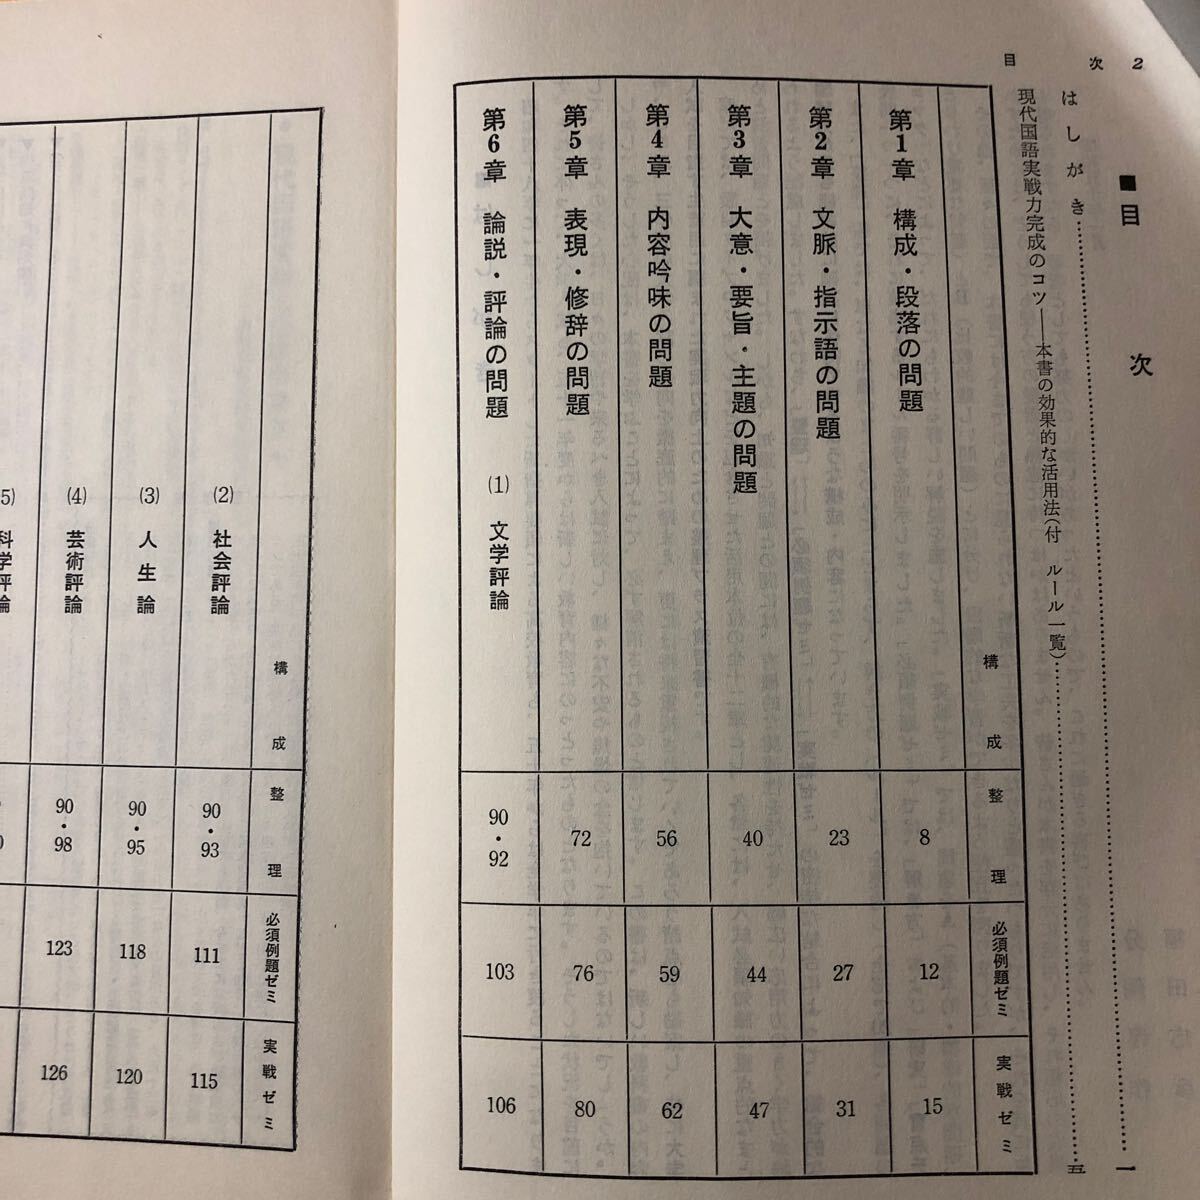 目次 2
■目次
はしがき……一
現代国語実戦力完成のコツ――本書の効果的な活用法(付 ルール一覧)……五
構成 整理 必須例題ゼミ 実戦ゼミ
第1章 構成・段落の問題 8 12 15
第2章 文脈・指示語の問題 23 27 31
第3章 大意・要旨・主題の問題 40 44 47
第4章 内容吟味の問題 56 59 62
第5章 表現・修辞の問題 72 76 80
第6章 論説・評論の問題 (1) 文学評論 90・92 103 106
構成 整理 必須例題ゼミ 実戦ゼミ
(2) 社会評論 90・93 111 115
(3) 人生論 90・95 118 120
(4) 芸術評論 90・98 123 126
科学評論